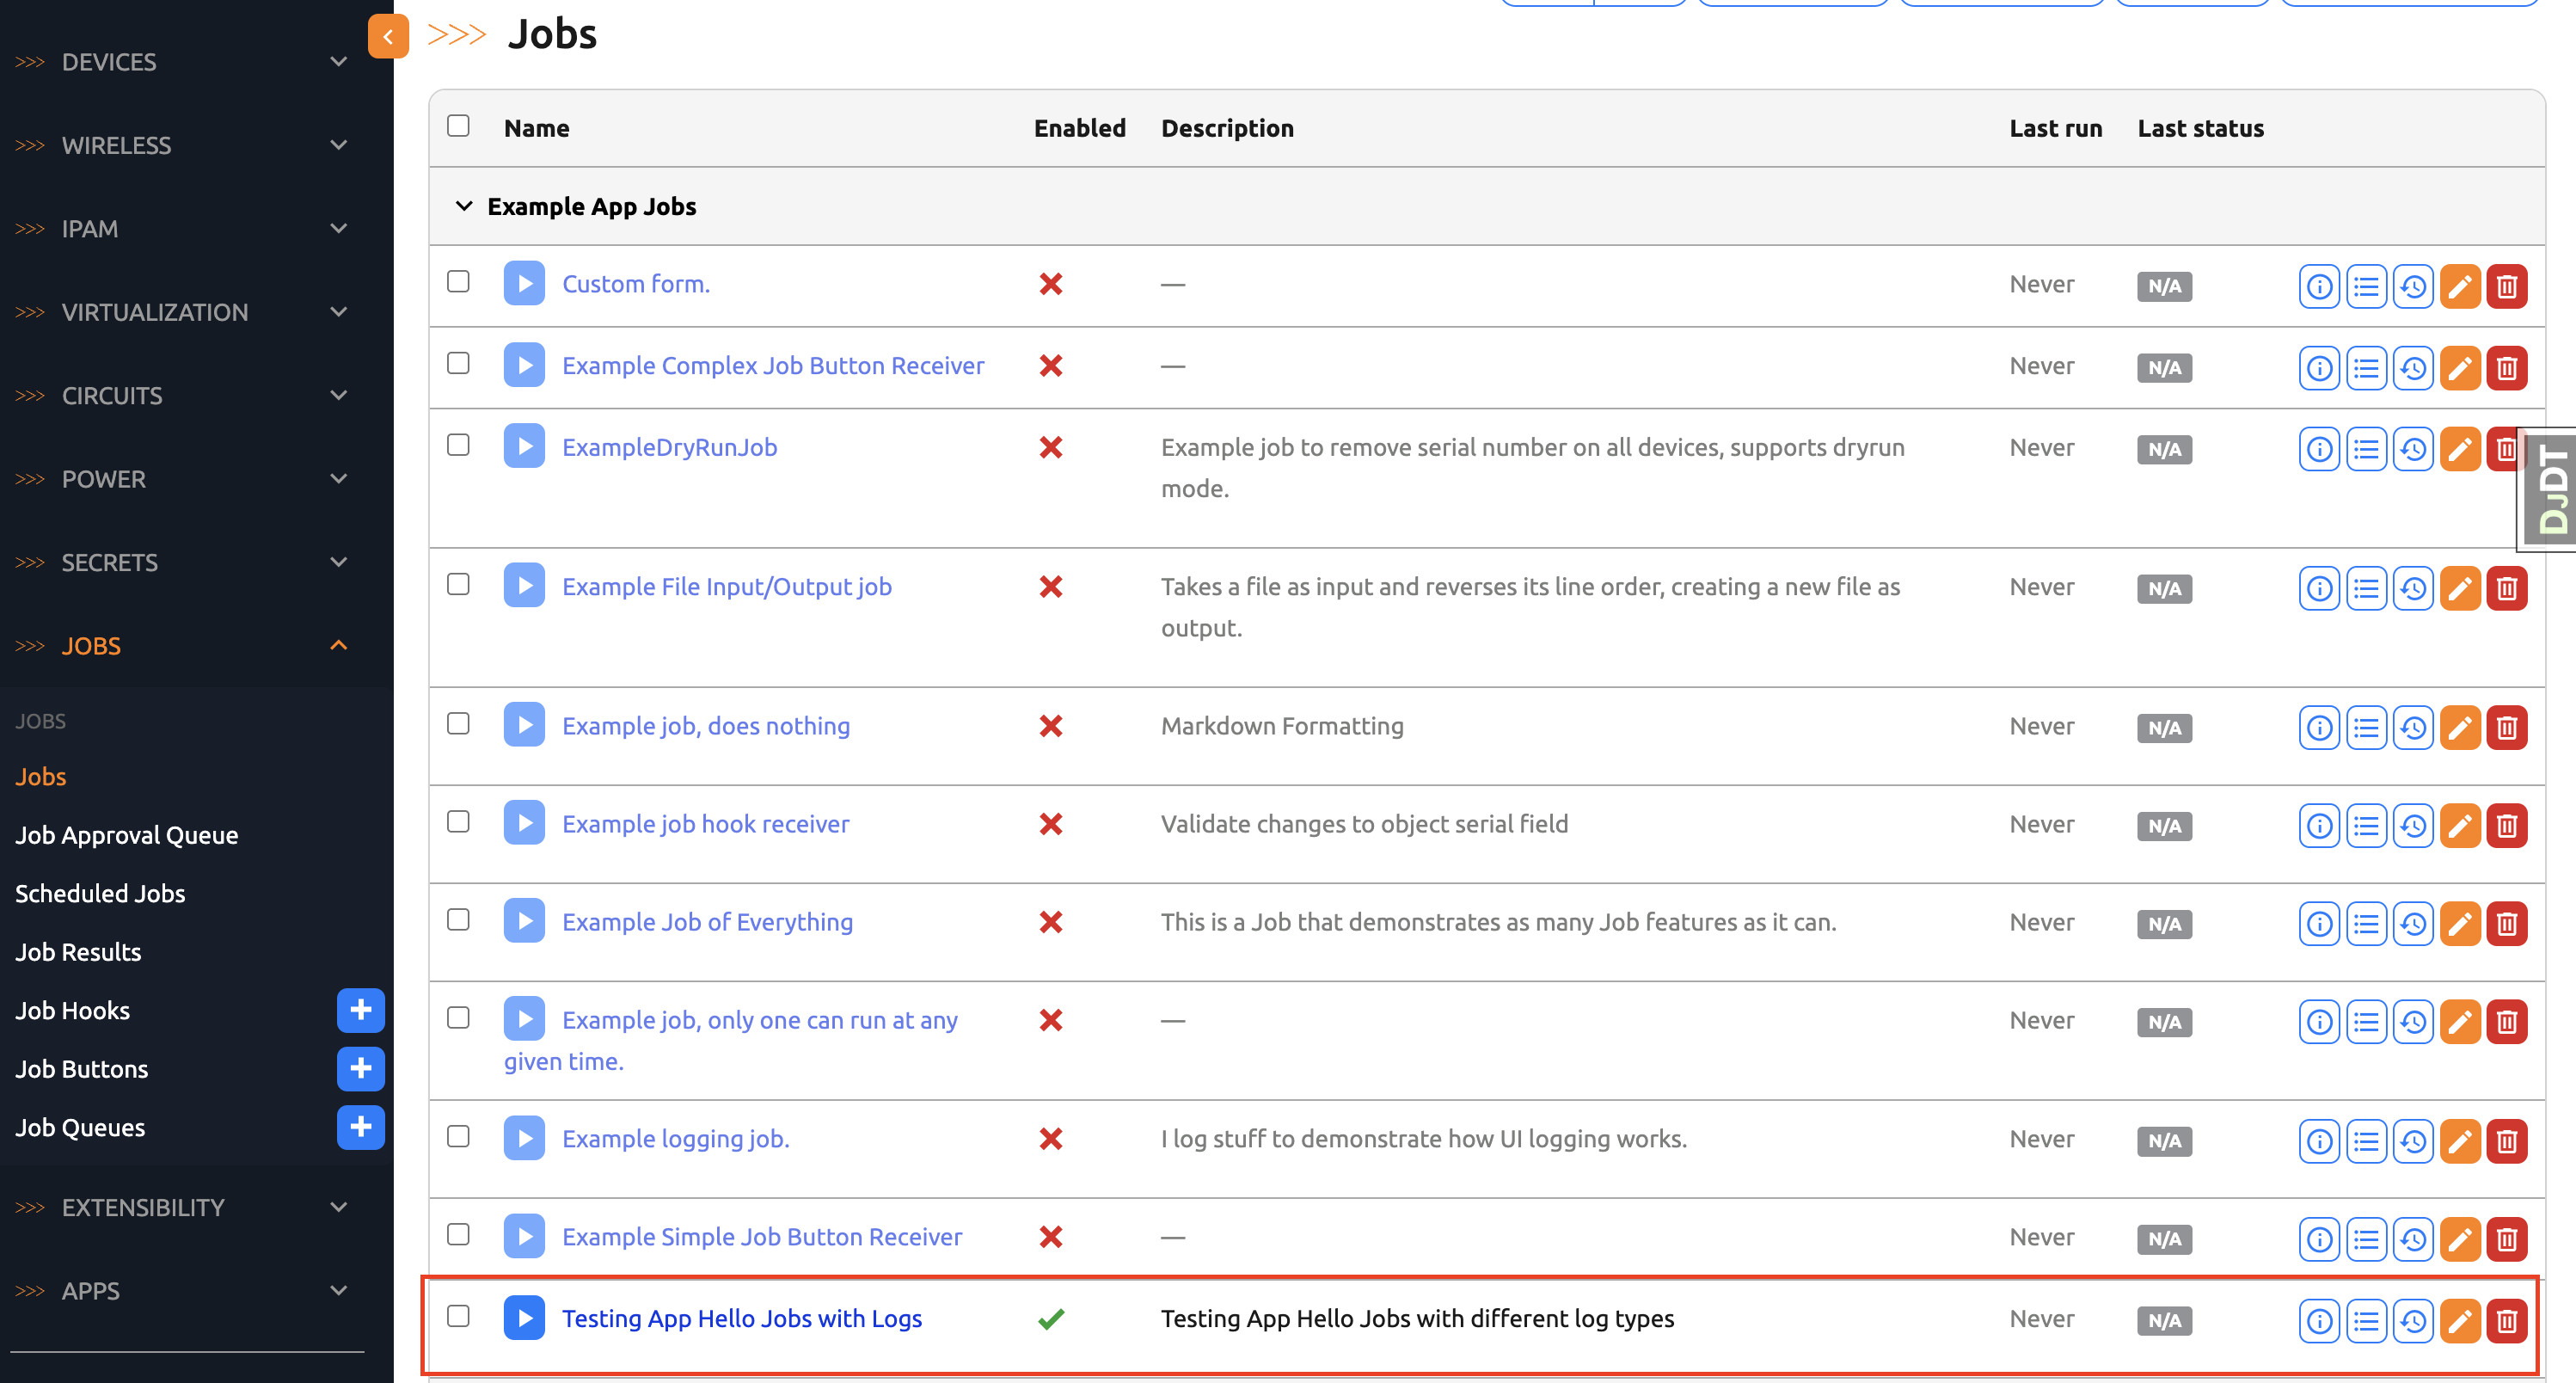 DEVICES
WIRELESS
IPAM
VIRTUALIZATION
CIRCUITS
POWER
SECRETS
JOBS
JOBS
Jobs
Job Approval Queue
Scheduled Jobs
Job Results
Job Hooks
Job Buttons
Job Queues
EXTENSIBILITY
APPS
Jobs
Name Enabled Description Last run Last status
Example App Jobs
Custom form. — Never N/A
Example Complex Job Button Receiver — Never N/A
ExampleDryRunJob Example job to remove serial number on all devices, supports dryrun Never N/A
mode.
Example File Input/Output job Takes a file as input and reverses its line order, creating a new file as Never N/A
output.
Example job, does nothing Markdown Formatting Never N/A
Example job hook receiver Validate changes to object serial field Never N/A
Example Job of Everything This is a Job that demonstrates as many Job features as it can. Never N/A
Example job, only one can run at any — Never N/A
given time.
Example logging job. I log stuff to demonstrate how UI logging works. Never N/A
Example Simple Job Button Receiver — Never N/A
Testing App Hello Jobs with Logs Testing App Hello Jobs with different log types Never N/A
DJDT